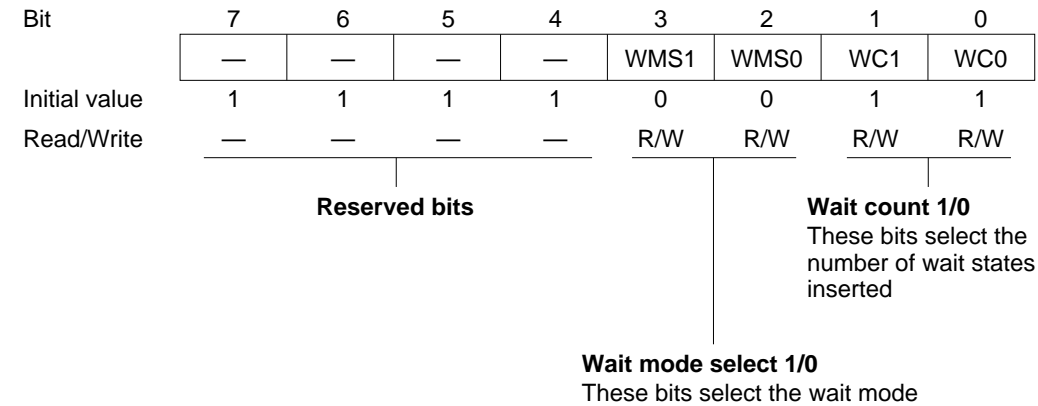 Bit 7 6 5 4 3 2 1 0
— — — — WMS1 WMS0 WC1 WC0
Initial value 1 1 1 1 0 0 1 1
Read/Write — — — — R/W R/W R/W R/W
Reserved bits
Wait count 1/0
These bits select the
number of wait states
inserted
Wait mode select 1/0
These bits select the wait mode